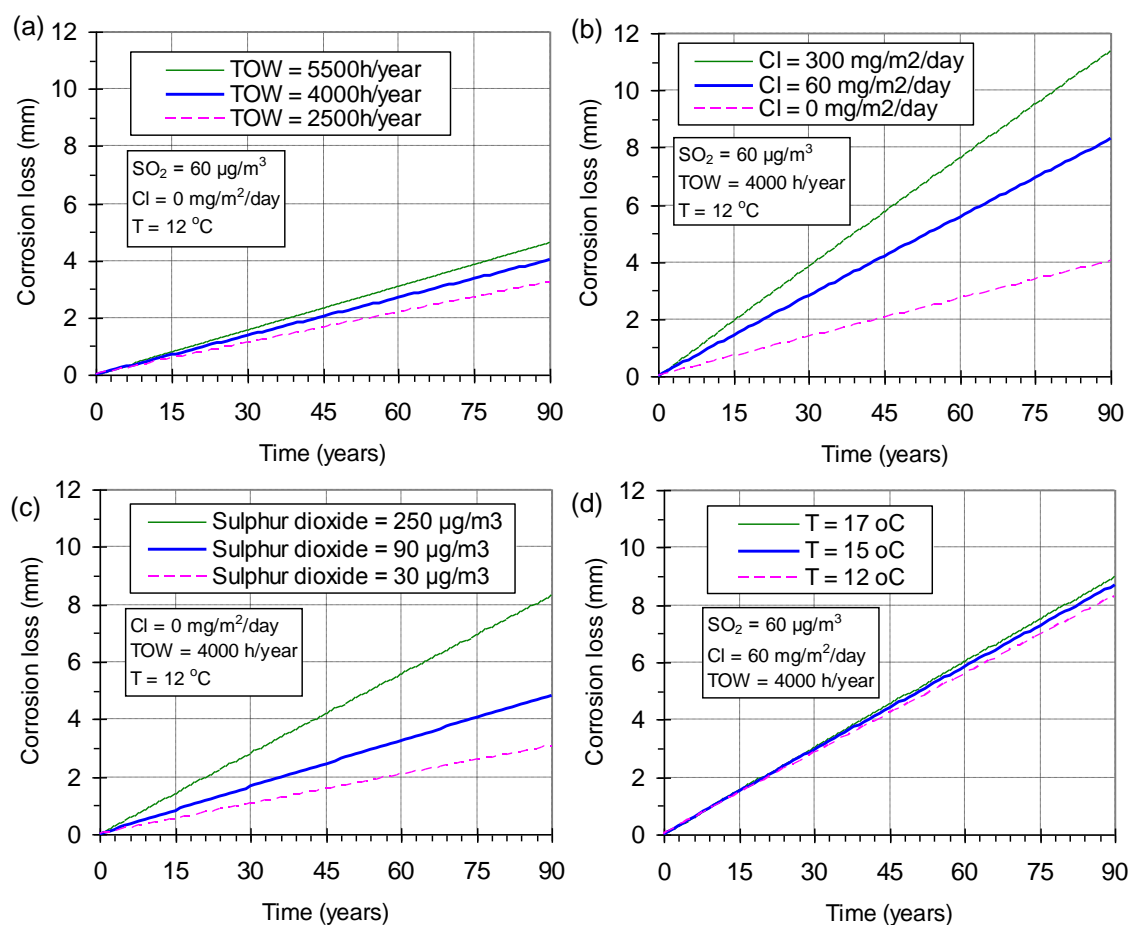 (a)
12
10
8
6
4
2
0
Corrosion loss (mm)
TOW = 5500h/year
TOW = 4000h/year
TOW = 2500h/year
SO₂ = 60 µg/m³
Cl = 0 mg/m²/day
T = 12 °C
0 15 30 45 60 75 90
Time (years)
(b)
12
10
8
6
4
2
0
Corrosion loss (mm)
Cl = 300 mg/m2/day
Cl = 60 mg/m2/day
Cl = 0 mg/m2/day
SO₂ = 60 µg/m³
TOW = 4000 h/year
T = 12 °C
0 15 30 45 60 75 90
Time (years)
(c)
12
10
8
6
4
2
0
Corrosion loss (mm)
Sulphur dioxide = 250 µg/m3
Sulphur dioxide = 90 µg/m3
Sulphur dioxide = 30 µg/m3
Cl = 0 mg/m²/day
TOW = 4000 h/year
T = 12 °C
0 15 30 45 60 75 90
Time (years)
(d)
12
10
8
6
4
2
0
Corrosion loss (mm)
T = 17 oC
T = 15 oC
T = 12 oC
SO₂ = 60 µg/m³
Cl = 60 mg/m²/day
TOW = 4000 h/year
0 15 30 45 60 75 90
Time (years)